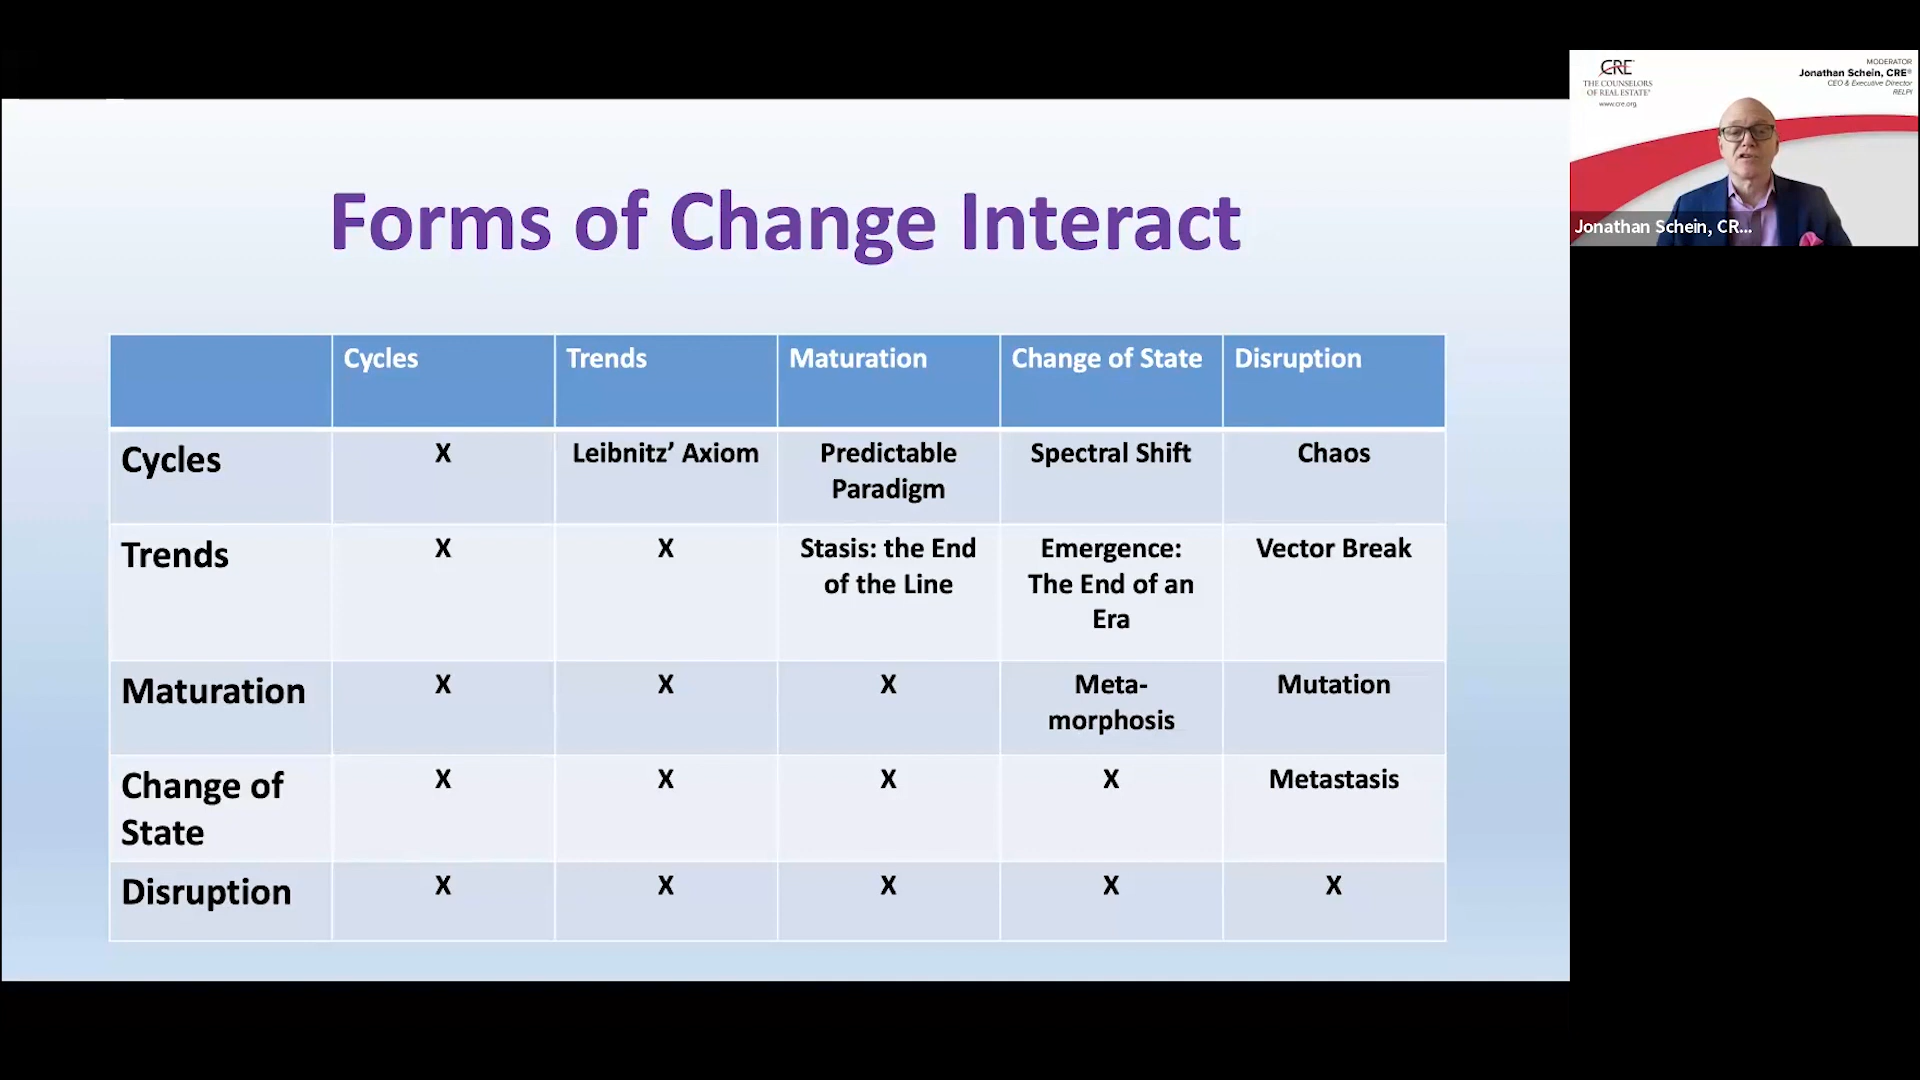 Forms of Change Interact
Cycles Trends Maturation Change of State Disruption
Cycles X Leibnitz’ Axiom Predictable Paradigm Spectral Shift Chaos
Trends X X Stasis: the End of the Line Emergence: The End of an Era Vector Break
Maturation X X X Meta-morphosis Mutation
Change of State X X X X Metastasis
Disruption X X X X X
CRE®
THE COUNSELORS
OF REAL ESTATE®
www.cre.org
MODERATOR
Jonathan Schein, CRE®
CEO & Executive Director
RELPI
Jonathan Schein, CR...